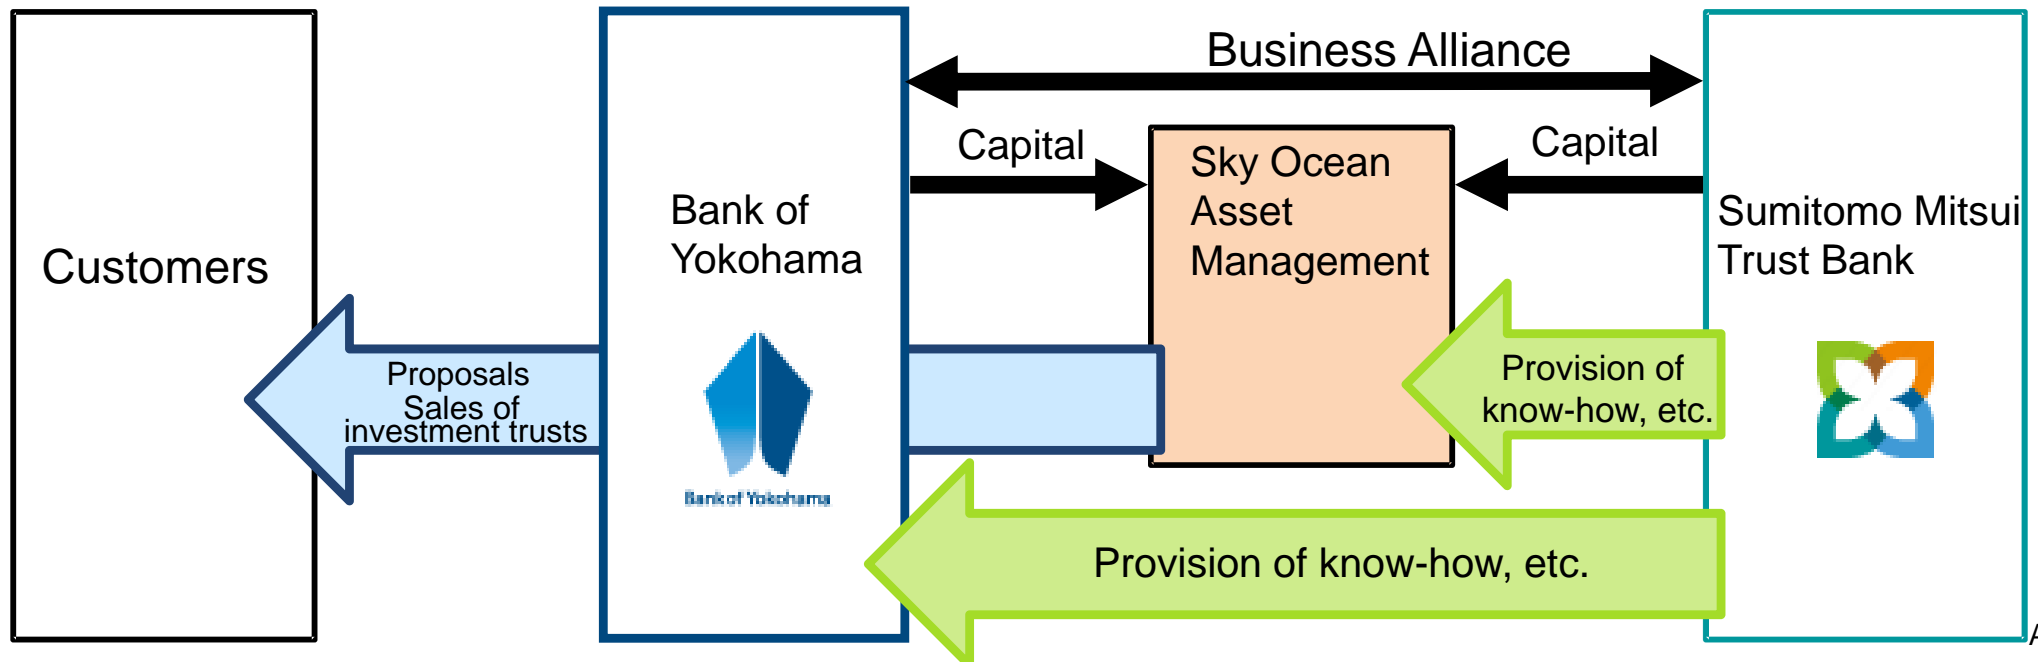 Business Alliance
Capital
Capital
Customers
Bank of
Yokohama
Sky Ocean
Asset
Management
Sumitomo Mitsui
Trust Bank
Proposals
Sales of
investment trusts
Bank of Yokohama
Provision of
know-how, etc.
Provision of know-how, etc.
A